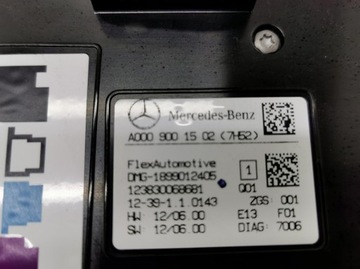 Mercedes-Benz
A000 900 15 02 (7H52)
FlexAutomotive
DMG-1899012405
1
123830068681
Q01
12-39-1.1.0143
ZGS: 001
HW: 12/06.00
E13 F01
SW: 12/06.00
DIAG: 7006